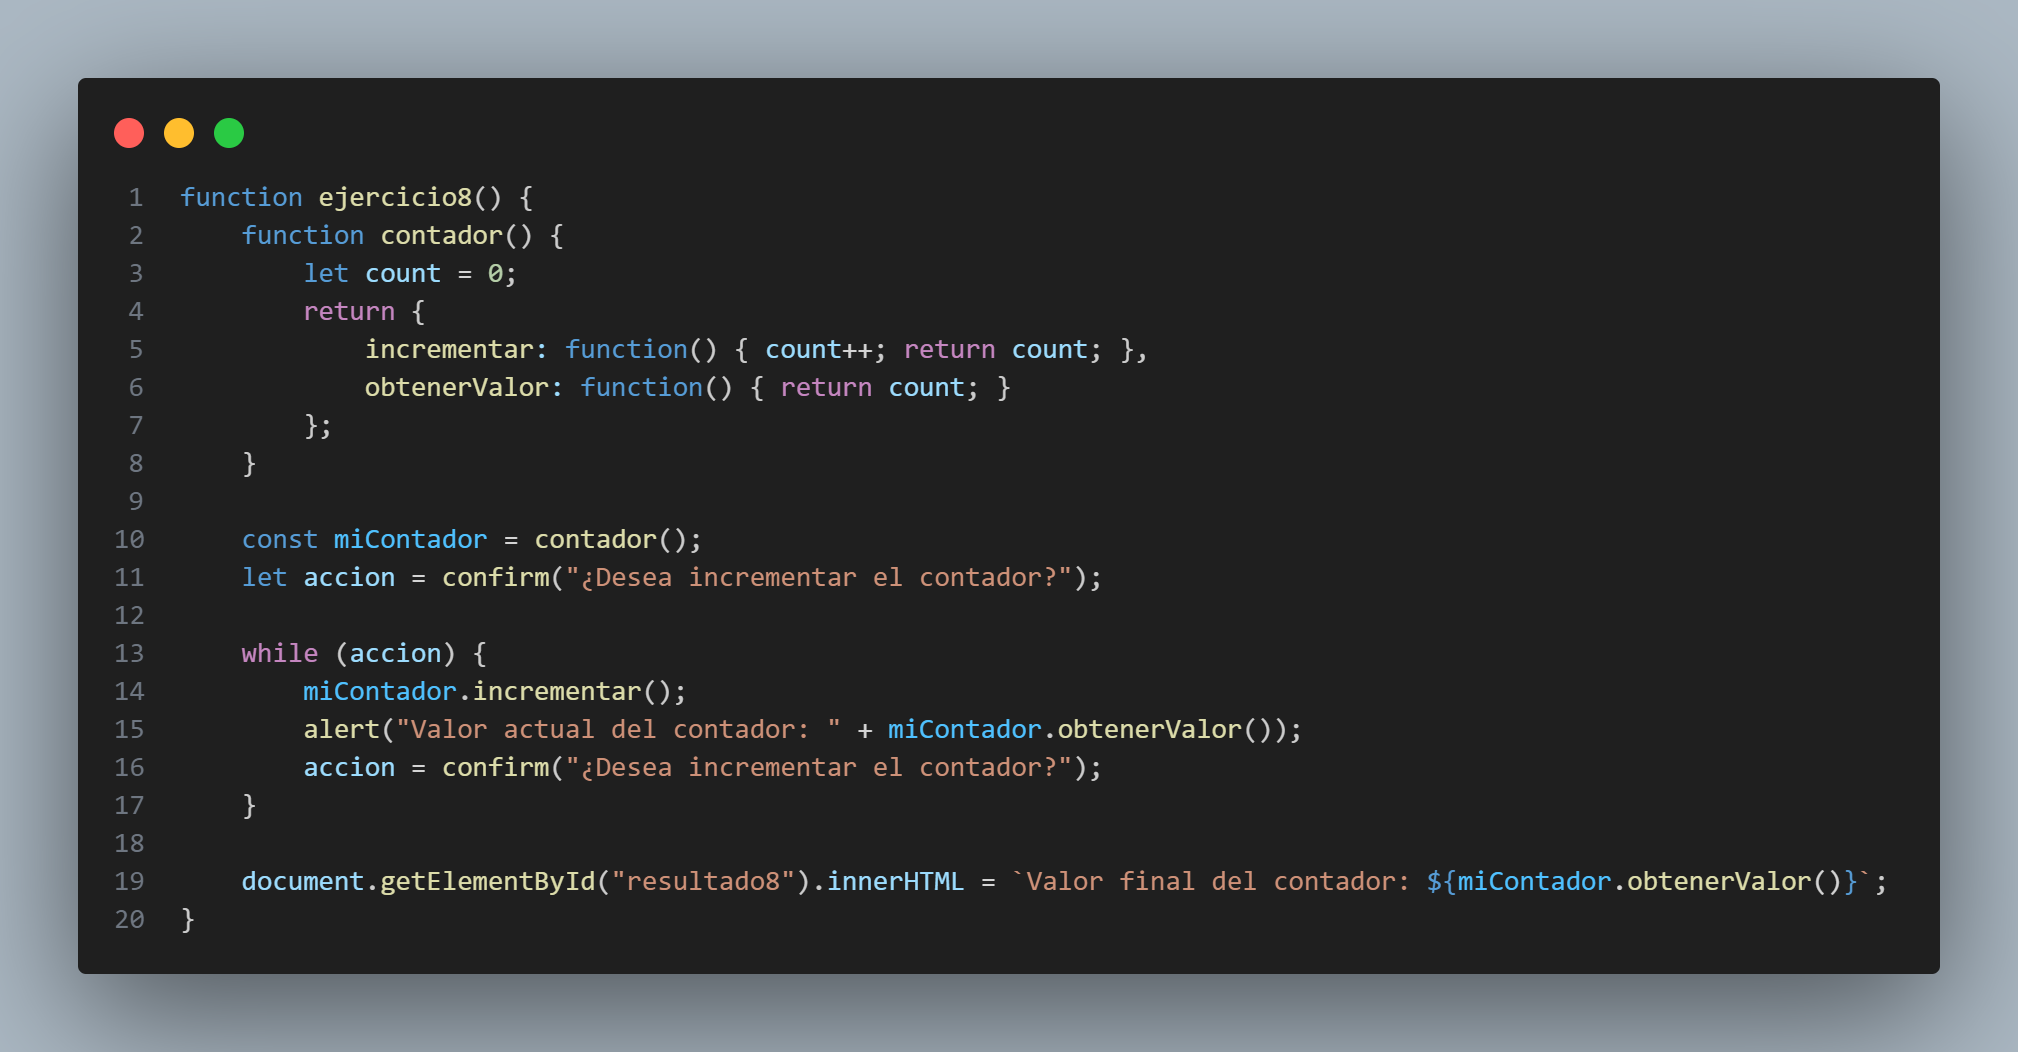 1 function ejercicio8() {
2     function contador() {
3         let count = 0;
4         return {
5             incrementar: function() { count++; return count; },
6             obtenerValor: function() { return count; }
7         };
8     }
9
10     const miContador = contador();
11     let accion = confirm("¿Desea incrementar el contador?");
12
13     while (accion) {
14         miContador.incrementar();
15         alert("Valor actual del contador: " + miContador.obtenerValor());
16         accion = confirm("¿Desea incrementar el contador?");
17     }
18
19     document.getElementById("resultado8").innerHTML = `Valor final del contador: ${miContador.obtenerValor()}`;
20 }